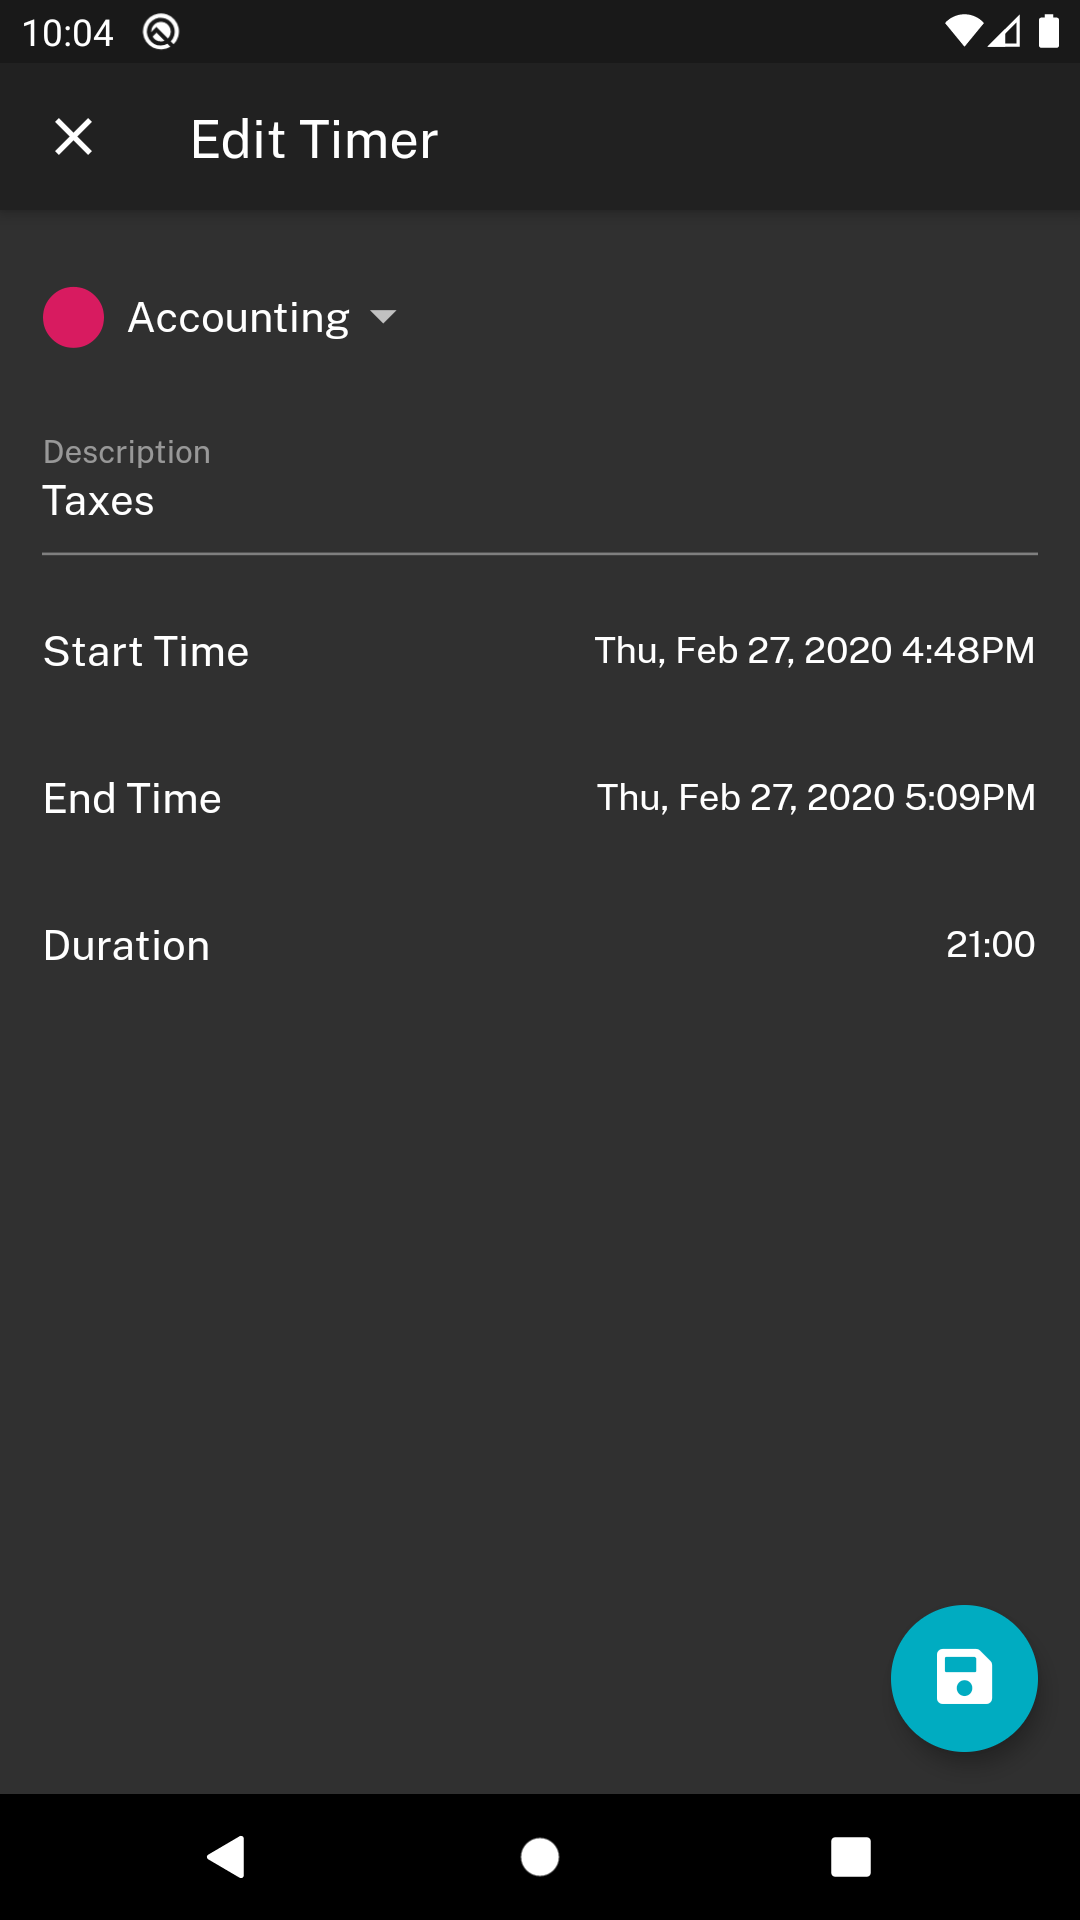 10:04
Edit Timer
Accounting
Description
Taxes
Start Time Thu, Feb 27, 2020 4:48PM
End Time Thu, Feb 27, 2020 5:09PM
Duration 21:00